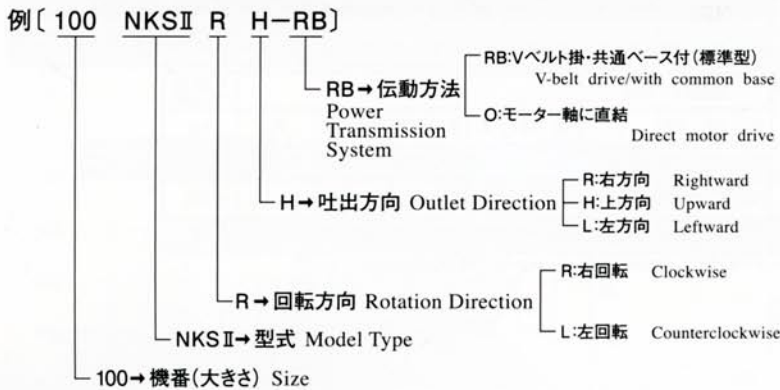 例〔 100 NKSⅡ R H－RB〕
RB:Vベルト掛・共通ベース付(標準型)
V-belt drive/with common base
RB→伝動方法
Power
Transmission
System
O:モーター軸に直結
Direct motor drive
H→吐出方向 Outlet Direction
R:右方向 Rightward
H:上方向 Upward
L:左方向 Leftward
R→回転方向 Rotation Direction
R:右回転 Clockwise
L:左回転 Counterclockwise
NKSⅡ→型式 Model Type
100→機番(大きさ) Size